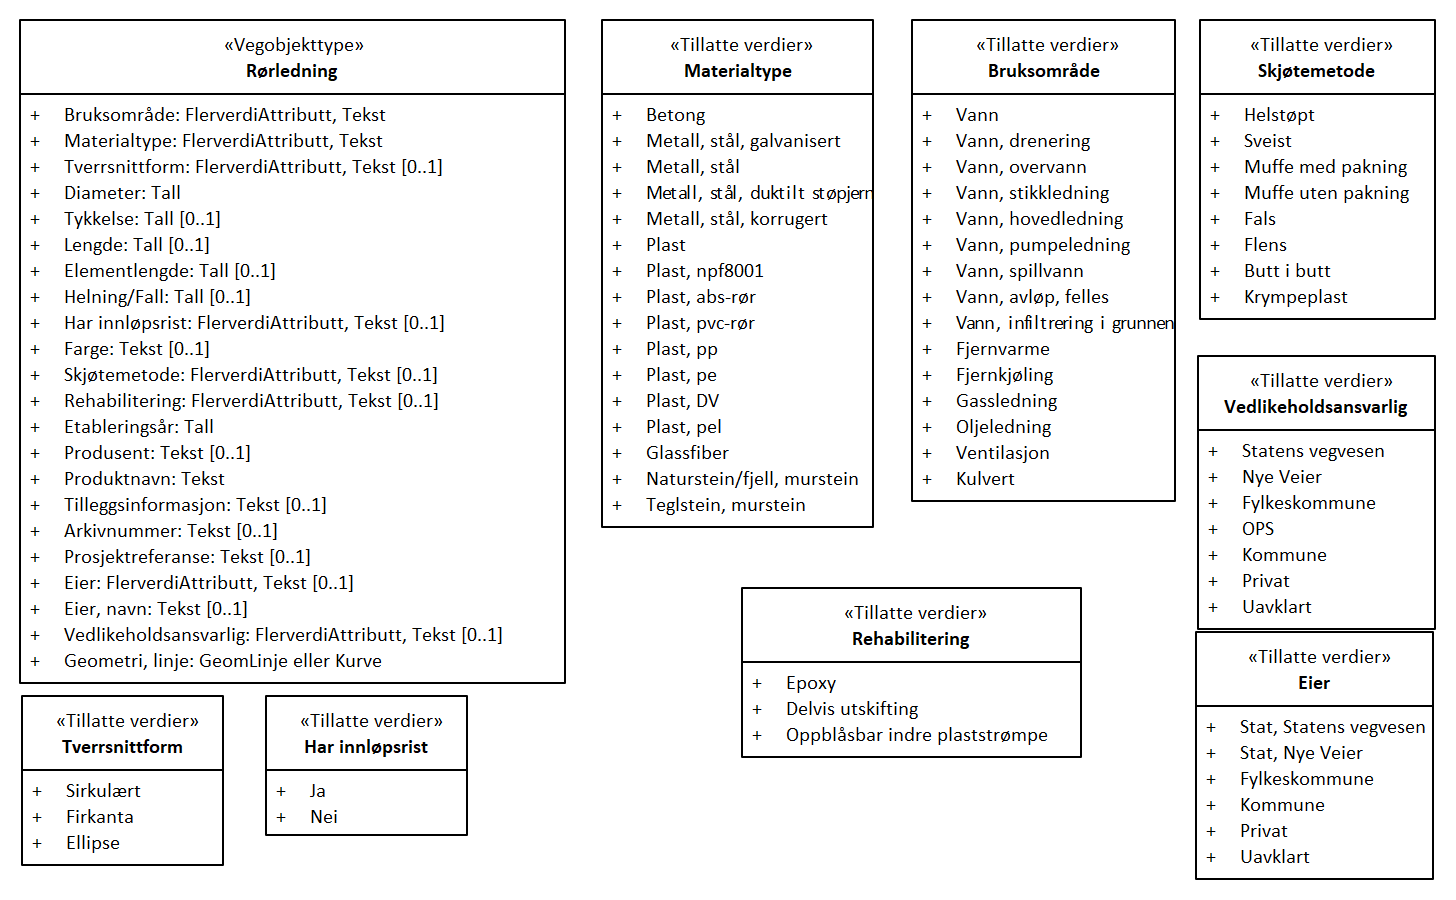 «Vegobjekttype»
Rørledning
+ Bruksområde: FlerverdiAttributt, Tekst
+ Materialtype: FlerverdiAttributt, Tekst
+ Tverrsnittform: FlerverdiAttributt, Tekst [0..1]
+ Diameter: Tall
+ Tykkelse: Tall [0..1]
+ Lengde: Tall [0..1]
+ Elementlengde: Tall [0..1]
+ Helning/Fall: Tall [0..1]
+ Har innløpsrist: FlerverdiAttributt, Tekst [0..1]
+ Farge: Tekst [0..1]
+ Skjøtemetode: FlerverdiAttributt, Tekst [0..1]
+ Rehabilitering: FlerverdiAttributt, Tekst [0..1]
+ Etableringsår: Tall
+ Produsent: Tekst [0..1]
+ Produktnavn: Tekst
+ Tilleggsinformasjon: Tekst [0..1]
+ Arkivnummer: Tekst [0..1]
+ Prosjektreferanse: Tekst [0..1]
+ Eier: FlerverdiAttributt, Tekst [0..1]
+ Eier, navn: Tekst [0..1]
+ Vedlikeholdsansvarlig: FlerverdiAttributt, Tekst [0..1]
+ Geometri, linje: GeomLinje eller Kurve
«Tillatte verdier»
Materialtype
+ Betong
+ Metall, stål, galvanisert
+ Metall, stål
+ Metall, stål, duktilt støpjern
+ Metall, stål, korrugert
+ Plast
+ Plast, npf8001
+ Plast, abs-rør
+ Plast, pvc-rør
+ Plast, pp
+ Plast, pe
+ Plast, DV
+ Plast, pel
+ Glassfiber
+ Naturstein/fjell, murstein
+ Teglstein, murstein
«Tillatte verdier»
Bruksområde
+ Vann
+ Vann, drenering
+ Vann, overvann
+ Vann, stikkledning
+ Vann, hovedledning
+ Vann, pumpeledning
+ Vann, spillvann
+ Vann, avløp, felles
+ Vann, infiltrering i grunnen
+ Fjernvarme
+ Fjernkjøling
+ Gassledning
+ Oljeledning
+ Ventilasjon
+ Kulvert
«Tillatte verdier»
Skjøtemetode
+ Helstøpt
+ Sveist
+ Muffe med pakning
+ Muffe uten pakning
+ Fals
+ Flens
+ Butt i butt
+ Krympeplast
«Tillatte verdier»
Vedlikeholdsansvarlig
+ Statens vegvesen
+ Nye Veier
+ Fylkeskommune
+ OPS
+ Kommune
+ Privat
+ Uavklart
«Tillatte verdier»
Rehabilitering
+ Epoxy
+ Delvis utskifting
+ Oppblåsbar indre plaststrømpe
«Tillatte verdier»
Eier
+ Stat, Statens vegvesen
+ Stat, Nye Veier
+ Fylkeskommune
+ Kommune
+ Privat
+ Uavklart
«Tillatte verdier»
Tverrsnittform
+ Sirkulært
+ Firkanta
+ Ellipse
«Tillatte verdier»
Har innløpsrist
+ Ja
+ Nei